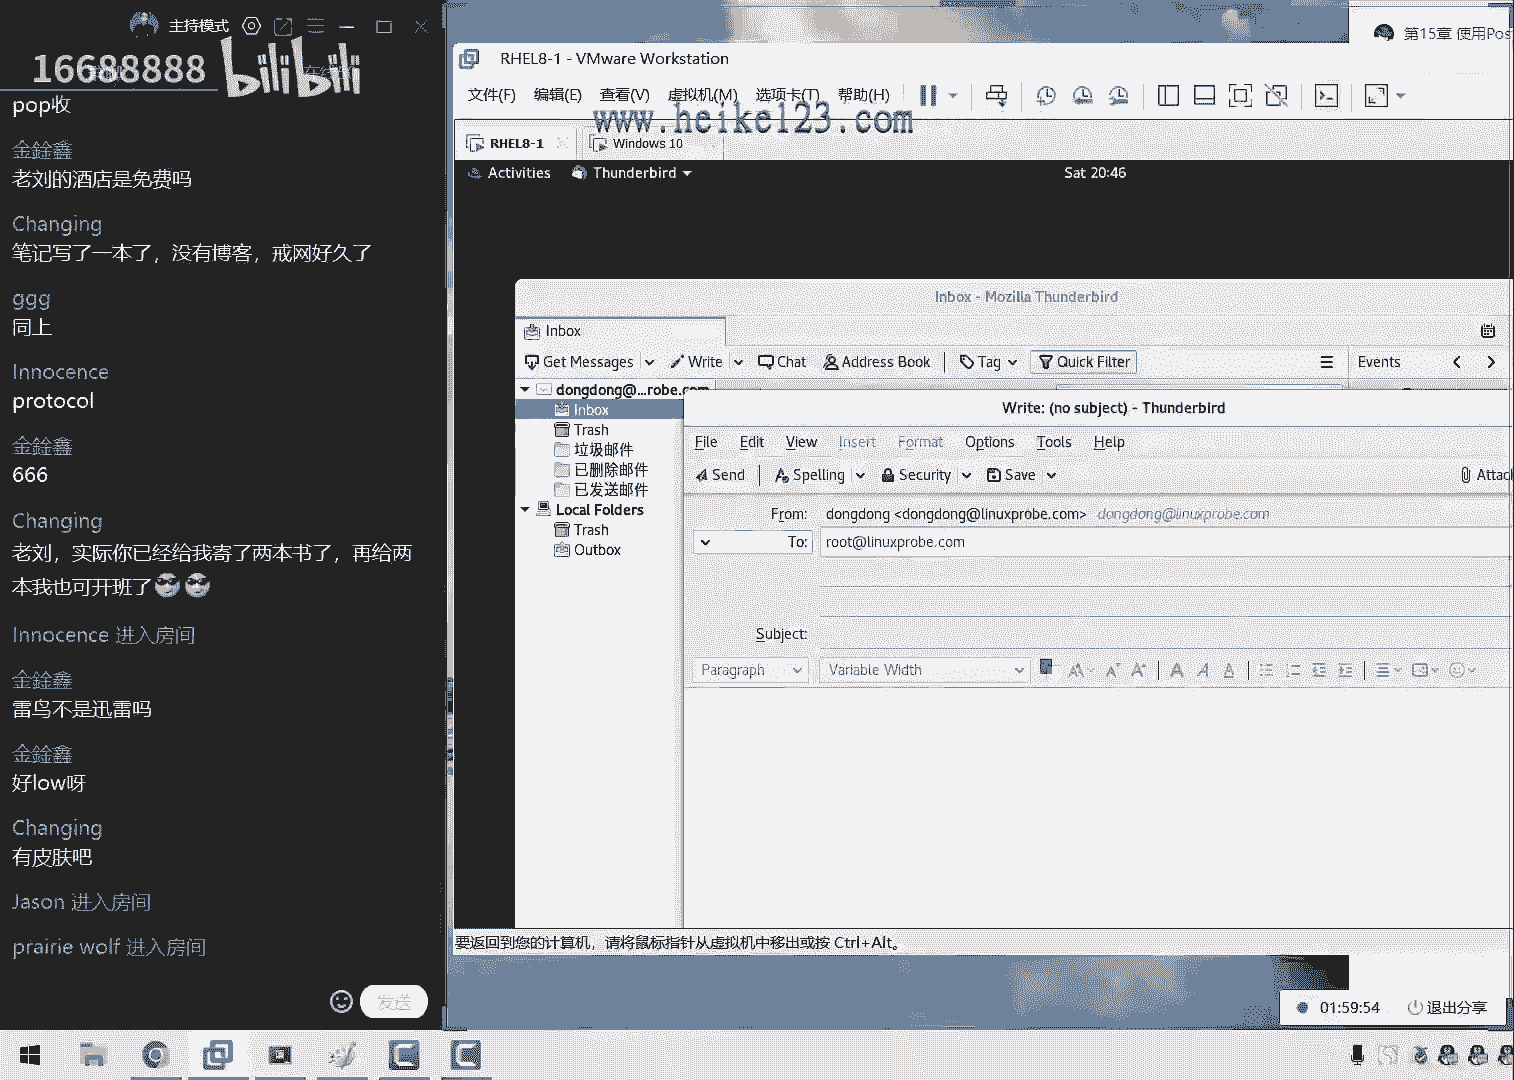 主持模式
16688888
bilibili
pop收
金鍂鑫
老刘的酒店是免费吗
Changing
笔记写了一本了，没有博客，戒网好久了
ggg
同上
Innocence
protocol
金鍂鑫
666
Changing
老刘，实际你已经给我寄了两本书了，再给两
本我也可开班了
Innocence 进入房间
金鍂鑫
雷鸟不是迅雷吗
金鍂鑫
好low呀
Changing
有皮肤吧
Jason 进入房间
prairie wolf 进入房间
发送
第15章 使用Pos
RHEL8-1 - VMware Workstation
文件(F) 编辑(E) 查看(V) 虚拟机(M) 选项卡(T) 帮助(H)
www.heike123.com
RHEL8-1
Windows 10
Activities
Thunderbird
Sat 20:46
Inbox - Mozilla Thunderbird
Inbox
Get Messages Write Chat Address Book Tag Quick Filter Events
dongdong@...robe.com
Inbox
Trash
垃圾邮件
已删除邮件
已发送邮件
Local Folders
Trash
Outbox
Write: (no subject) - Thunderbird
File Edit View Insert Format Options Tools Help
Send Spelling Security Save Attac
From: dongdong <dongdong@linuxprobe.com> dongdong@linuxprobe.com
To: root@linuxprobe.com
Subject:
Paragraph Variable Width
要返回到您的计算机，请将鼠标指针从虚拟机中移出或按 Ctrl+Alt。
01:59:54 退出分享